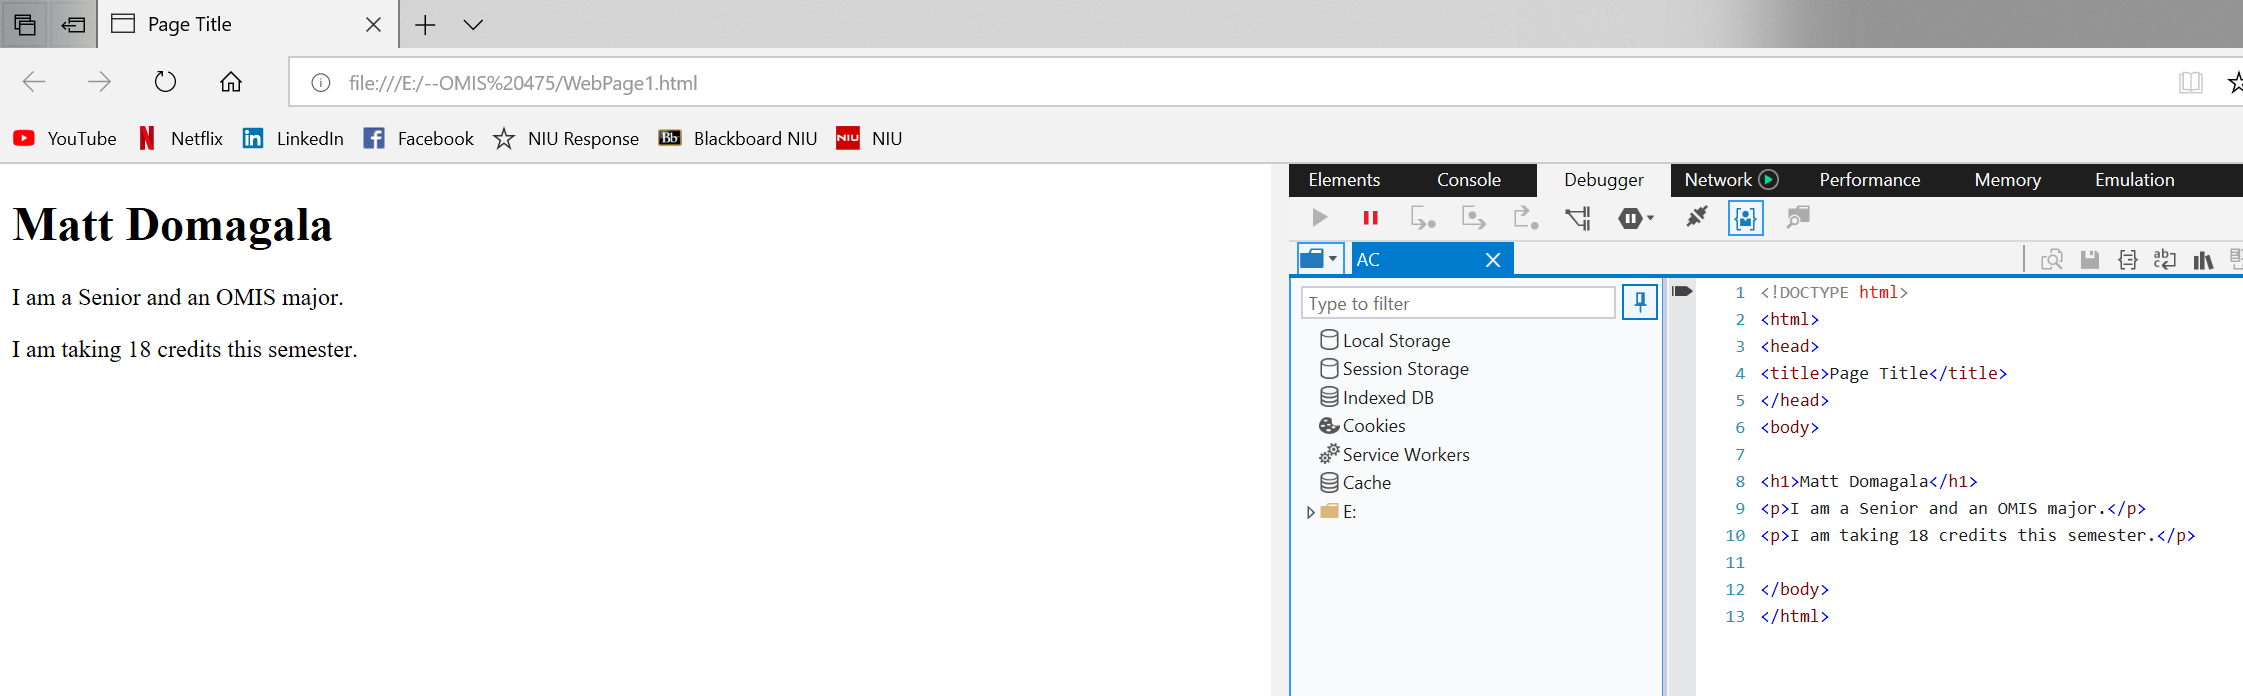 Page Title
file:///E:/--OMIS%20475/WebPage1.html
YouTube Netflix LinkedIn Facebook NIU Response Bb Blackboard NIU NIU NIU
Matt Domagala
I am a Senior and an OMIS major.
I am taking 18 credits this semester.
Elements Console Debugger Network Performance Memory Emulation
AC
Type to filter
Local Storage
Session Storage
Indexed DB
Cookies
Service Workers
Cache
E:
1 <!DOCTYPE html>
2 <html>
3 <head>
4 <title>Page Title</title>
5 </head>
6 <body>
7
8 <h1>Matt Domagala</h1>
9 <p>I am a Senior and an OMIS major.</p>
10 <p>I am taking 18 credits this semester.</p>
11
12 </body>
13 </html>